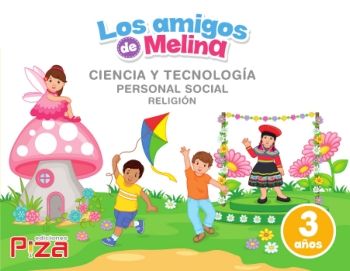 Los amigos
de Melina
CIENCIA Y TECNOLOGÍA
PERSONAL SOCIAL
RELIGIÓN
3
años
ediciones
PIZA